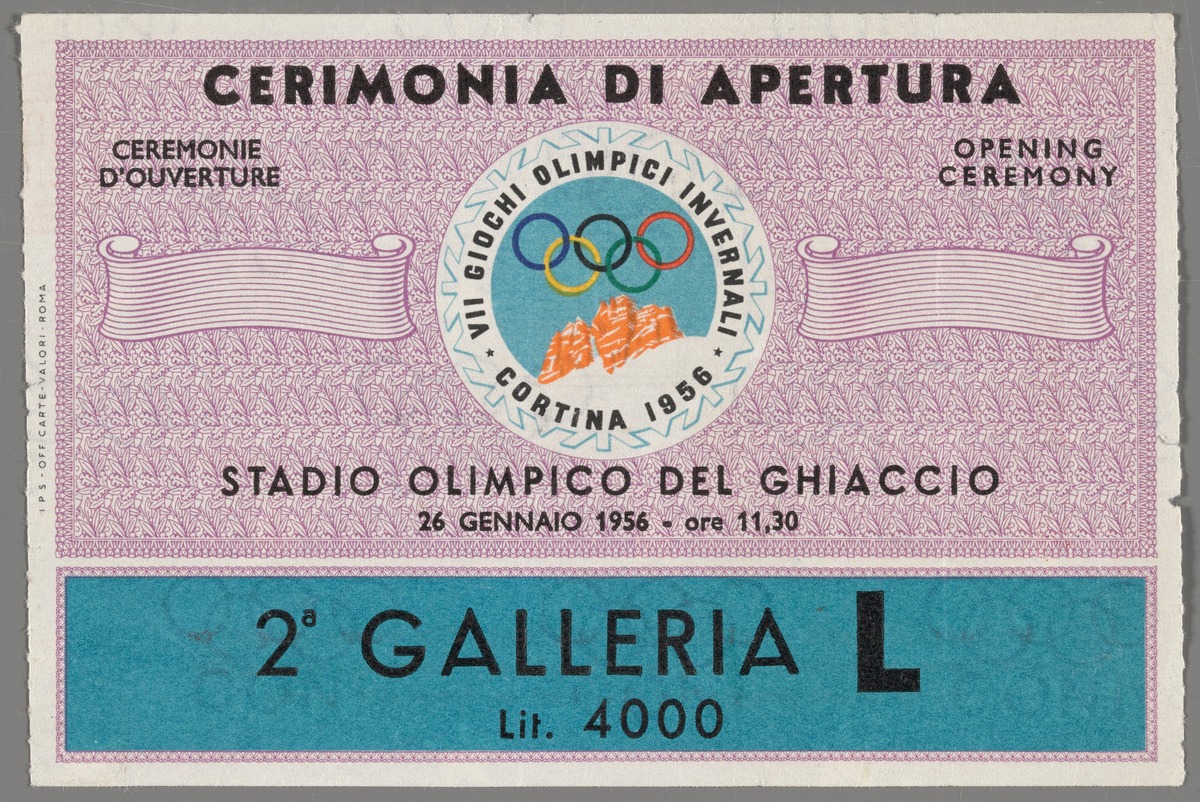 CERIMONIA DI APERTURA
CEREMONIE
D'OUVERTURE
OPENING
CEREMONY
VII GIOCHI OLIMPICI INVERNALI
★ CORTiNA 1956 ★
STADIO OLIMPICO DEL GHIACCIO
26 GENNAIO 1956 - ore 11,30
2ª GALLERIA L
Lit. 4000
I P S - OFF. CARTE-VALORI - ROMA